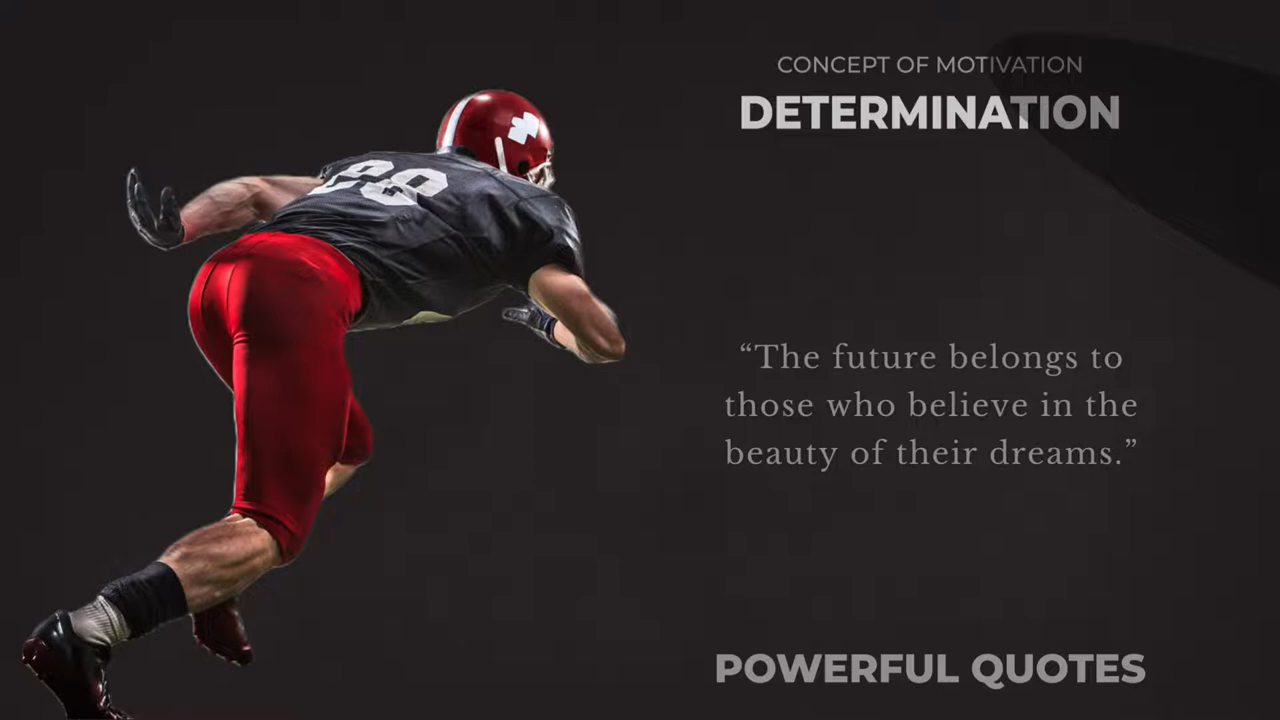 CONCEPT OF MOTIVATION
DETERMINATION
“The future belongs to
those who believe in the
beauty of their dreams.”
POWERFUL QUOTES